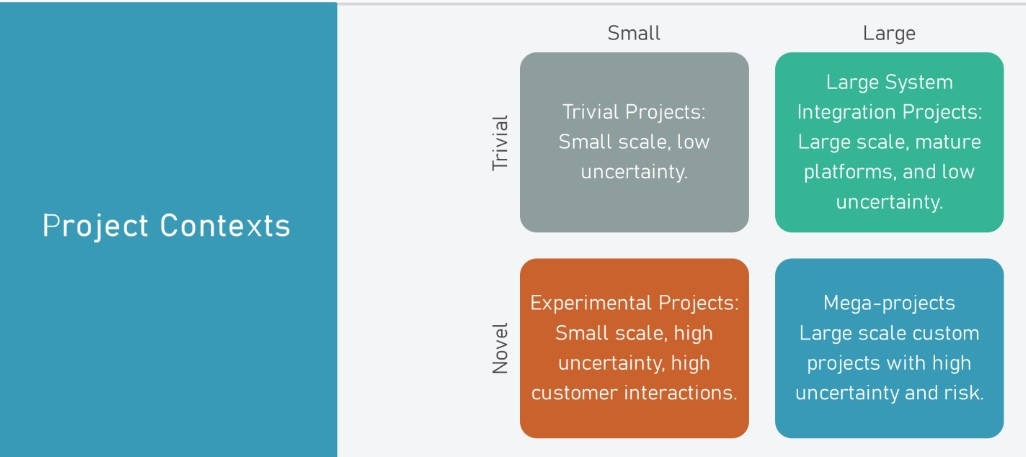 Project Contexts
Small
Large
Trivial
Trivial Projects:
Small scale, low
uncertainty.
Large System
Integration Projects:
Large scale, mature
platforms, and low
uncertainty.
Novel
Experimental Projects:
Small scale, high
uncertainty, high
customer interactions.
Mega-projects
Large scale custom
projects with high
uncertainty and risk.